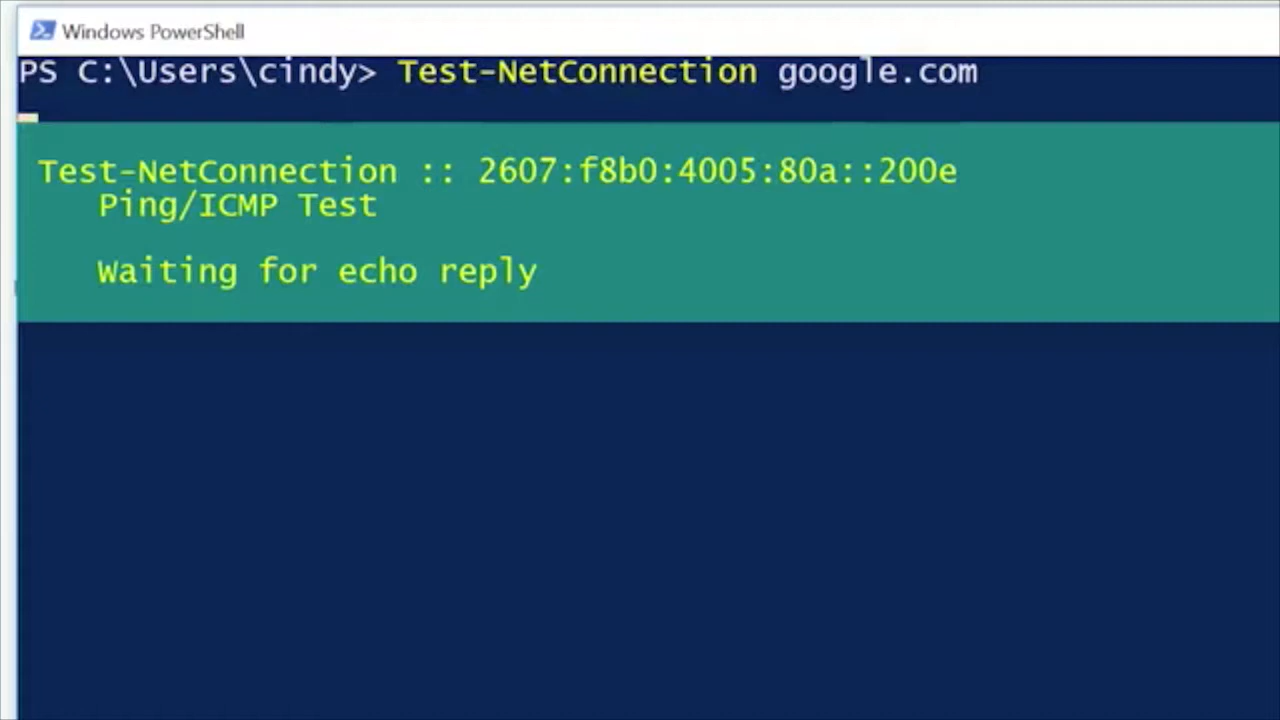 Windows PowerShell
PS C:\Users\cindy> Test-NetConnection google.com
Test-NetConnection :: 2607:f8b0:4005:80a::200e
Ping/ICMP Test
Waiting for echo reply